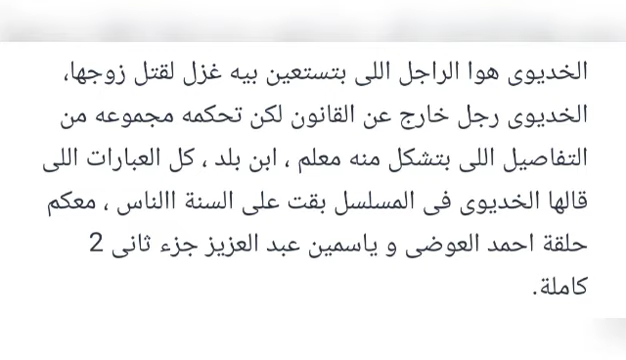 الخديوى هوا الراجل اللى بتستعين بيه غزل لقتل زوجها،
الخديوى رجل خارج عن القانون لكن تحكمه مجموعه من
التفاصيل اللى بتشكل منه معلم ، ابن بلد ، كل العبارات اللى
قالها الخديوى فى المسلسل بقت على السنة االناس ، معكم
حلقة احمد العوضى و ياسمين عبد العزيز جزء ثانى 2
كاملة.